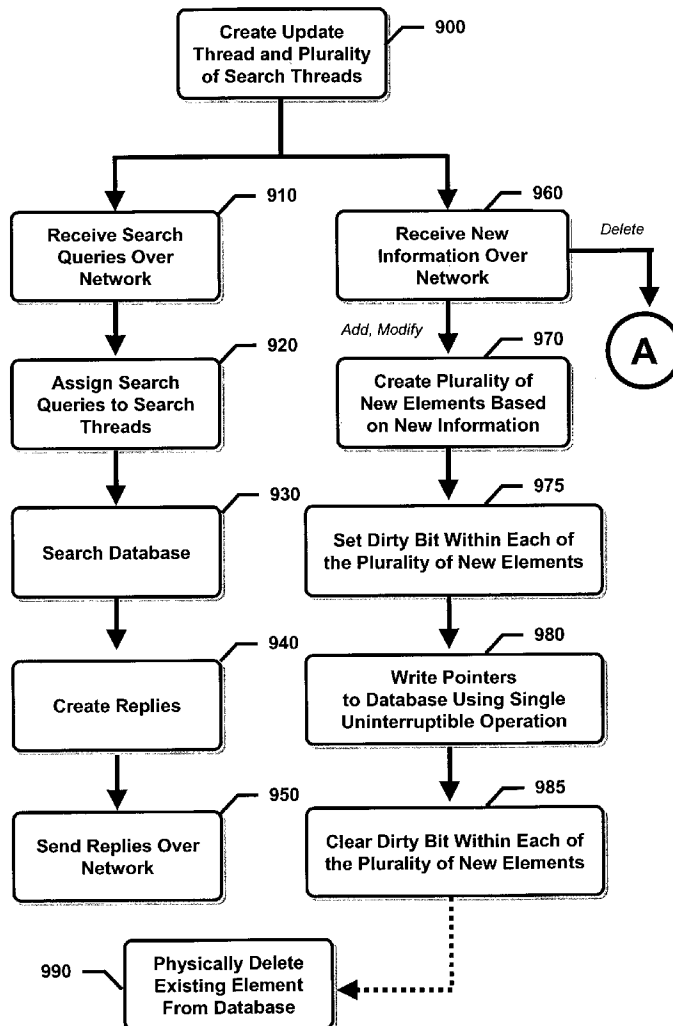 900
Create Update
Thread and Plurality
of Search Threads
910
Receive Search
Queries Over
Network
920
Assign Search
Queries to Search
Threads
930
Search Database
940
Create Replies
950
Send Replies Over
Network
960
Receive New
Information Over
Network
Delete
A
Add, Modify
970
Create Plurality of
New Elements Based
on New Information
975
Set Dirty Bit Within Each of
the Plurality of New Elements
980
Write Pointers
to Database Using Single
Uninterruptible Operation
985
Clear Dirty Bit Within Each of
the Plurality of New Elements
990
Physically Delete
Existing Element
From Database